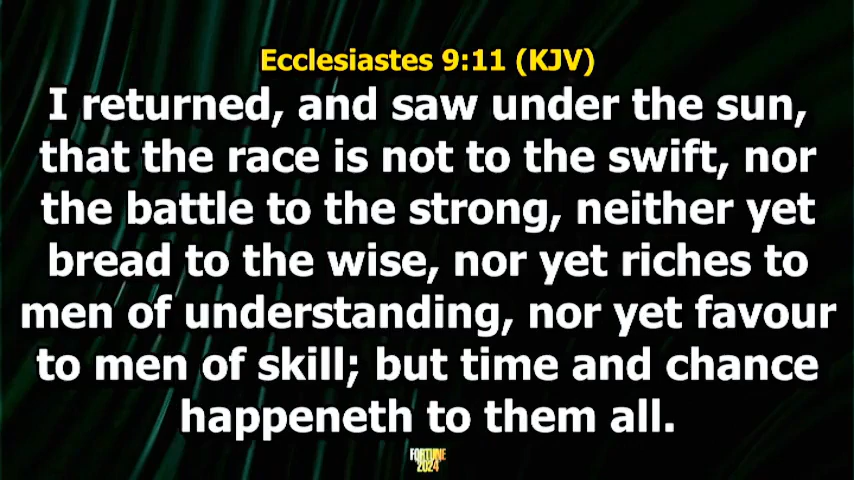 Ecclesiastes 9:11 (KJV)
I returned, and saw under the sun,
that the race is not to the swift, nor
the battle to the strong, neither yet
bread to the wise, nor yet riches to
men of understanding, nor yet favour
to men of skill; but time and chance
happeneth to them all.
FORTUNE
2024